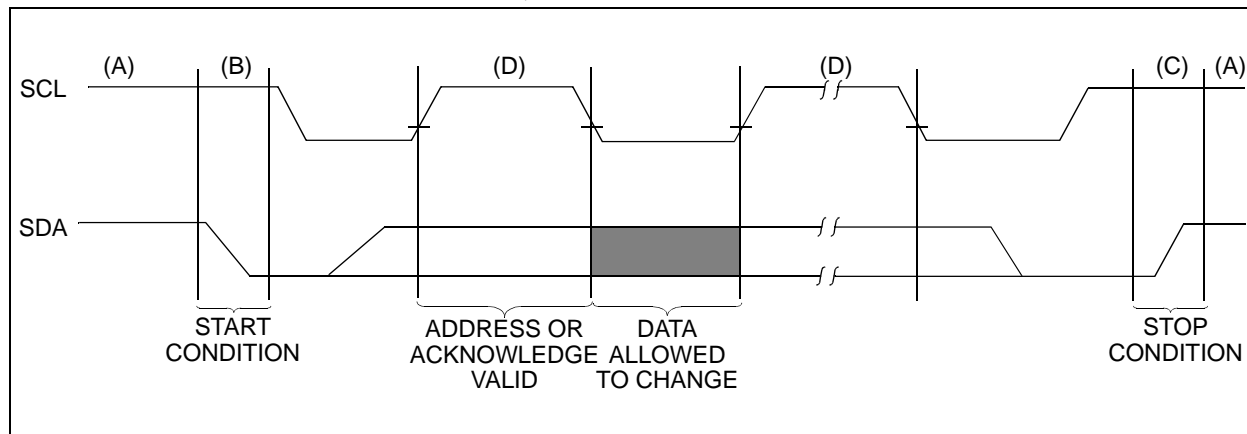 (A) (B) (D) (D) (C) (A)
SCL
SDA
START
CONDITION
ADDRESS OR
ACKNOWLEDGE
VALID
DATA
ALLOWED
TO CHANGE
STOP
CONDITION